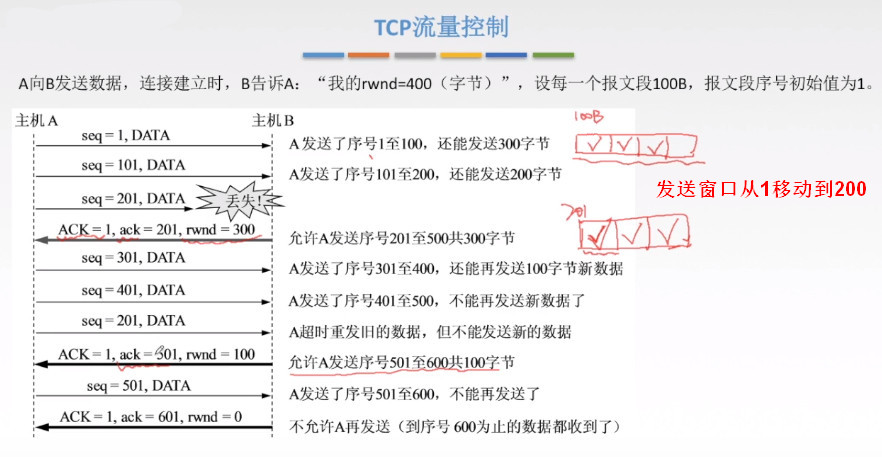 TCP流量控制
A向B发送数据，连接建立时，B告诉A：“我的rwnd=400（字节）”，设每一个报文段100B，报文段序号初始值为1。
主机A 主机B
100B
seq = 1, DATA
A发送了序号1至100，还能发送300字节
seq = 101, DATA
A发送了序号101至200，还能发送200字节
发送窗口从1移动到200
seq = 201, DATA
丢失!
201
ACK = 1, ack = 201, rwnd = 300
允许A发送序号201至500共300字节
seq = 301, DATA
A发送了序号301至400，还能再发送100字节新数据
seq = 401, DATA
A发送了序号401至500，不能再发送新数据了
seq = 201, DATA
A超时重发旧的数据，但不能发送新的数据
ACK = 1, ack = 501, rwnd = 100
允许A发送序号501至600共100字节
seq = 501, DATA
A发送了序号501至600，不能再发送了
ACK = 1, ack = 601, rwnd = 0
不允许A再发送（到序号600为止的数据都收到了）